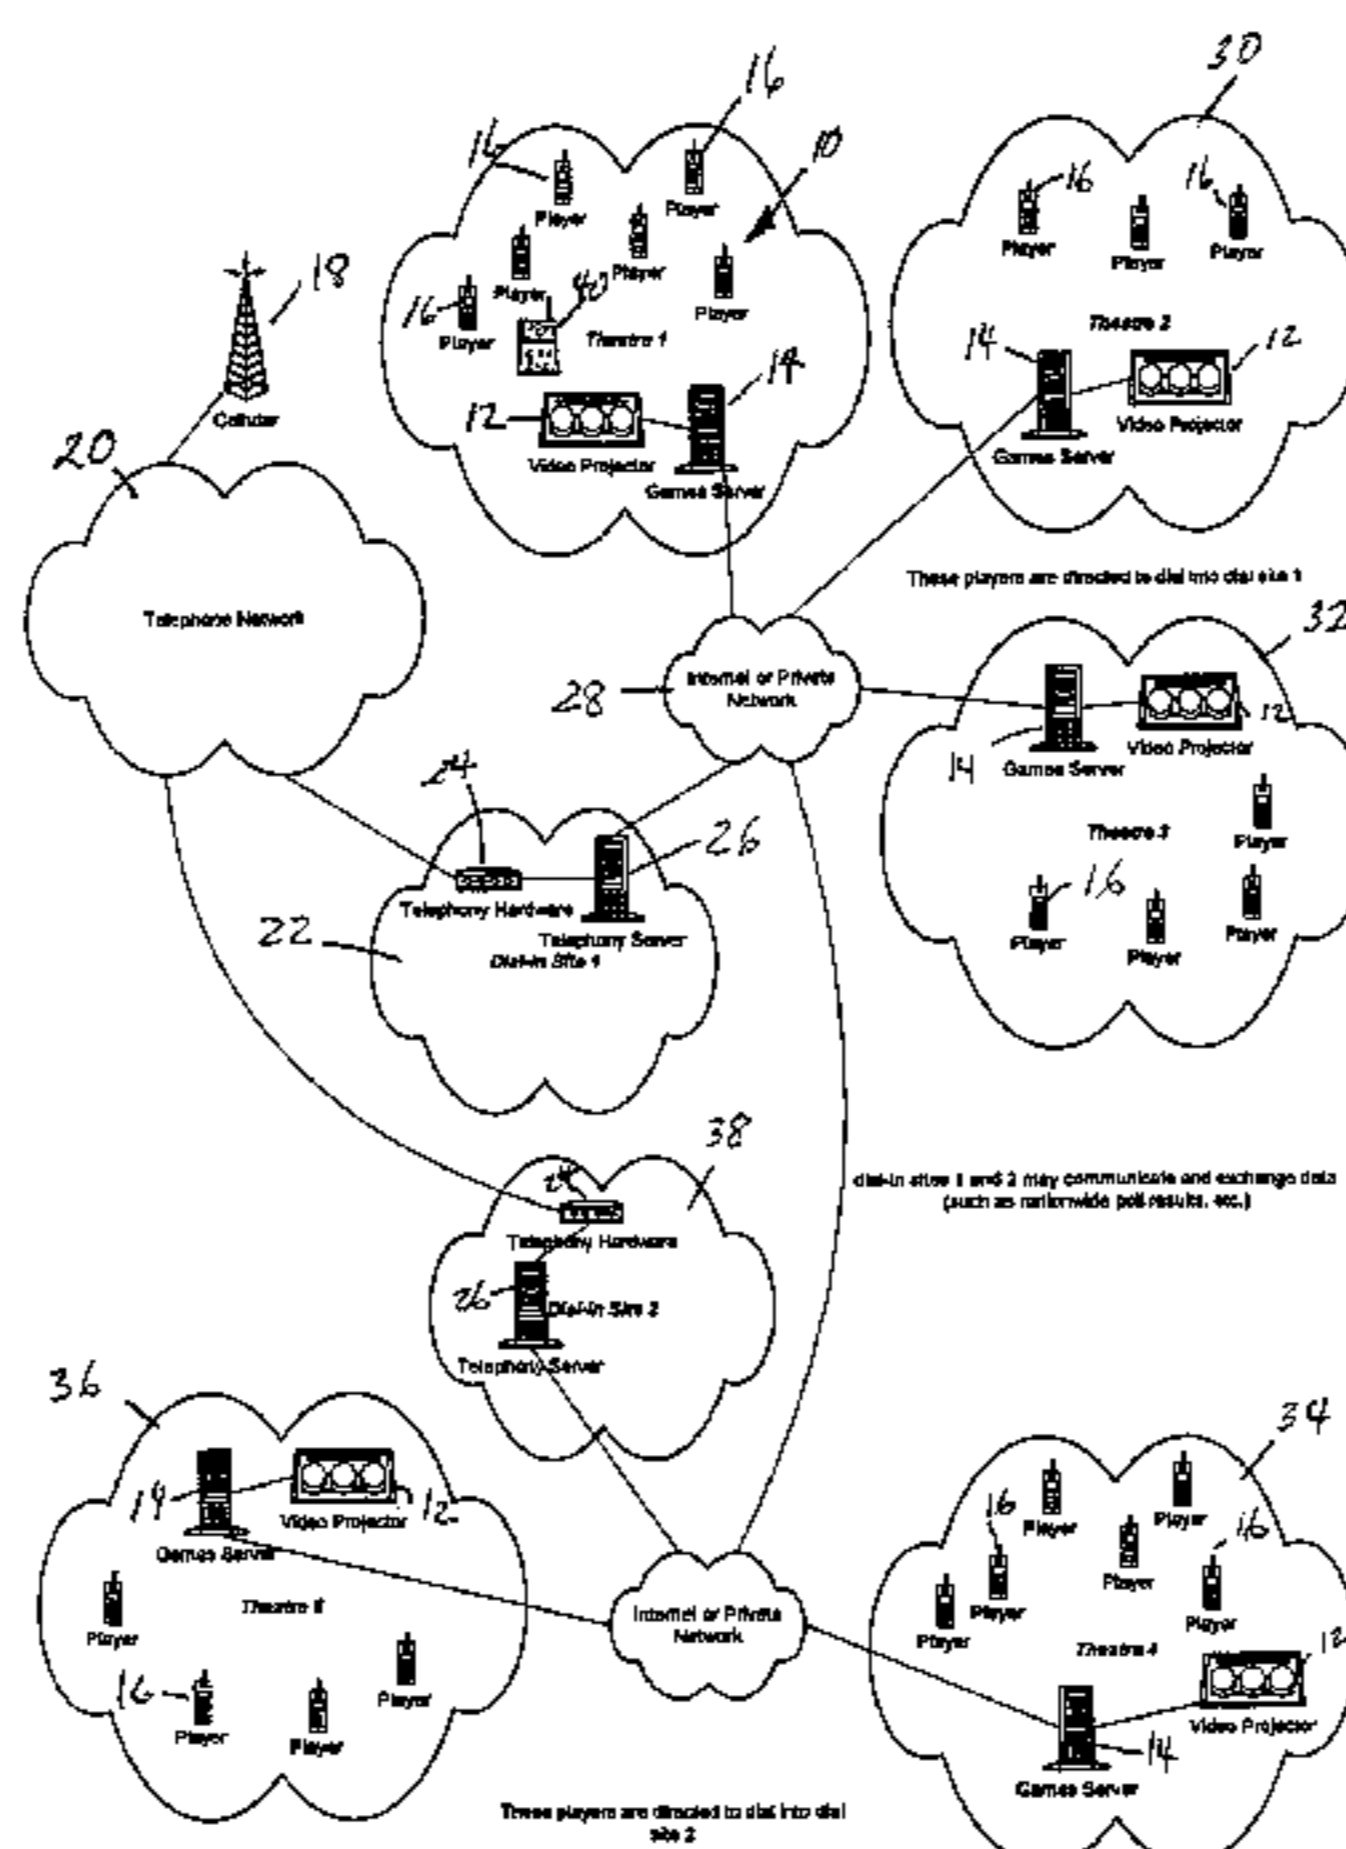 16
30
16
10
Player
Player
16
16
Player
Player
Player
18
Player
Player
Player
40
Player
16
Player
Theatre 1
Theatre 2
14
14
12
Cellular
12
Video Projector
20
Video Projector
Games Server
Games Server
These players are directed to dial into dial site 1
32
Telephone Network
Internet or Private
Network
28
12
Video Projector
14
Games Server
24
Theatre 3
26
Player
16
Telephony Hardware
22
Telephony Server
Dial-in Site 1
Player
Player
Player
38
dial-in sites 1 and 2 may communicate and exchange data
(such as nationwide poll results, etc.)
24
Telephony Hardware
26
Dial-in Site 2
Telephony Server
36
34
14
12
Video Projector
Games Server
16
Player
Player
16
Player
Theatre 5
Player
Internet or Private
Network
Player
Player
Player
Theatre 4
12
Player
16
Player
Player
Video Projector
14
Games Server
These players are directed to dial into dial
site 2